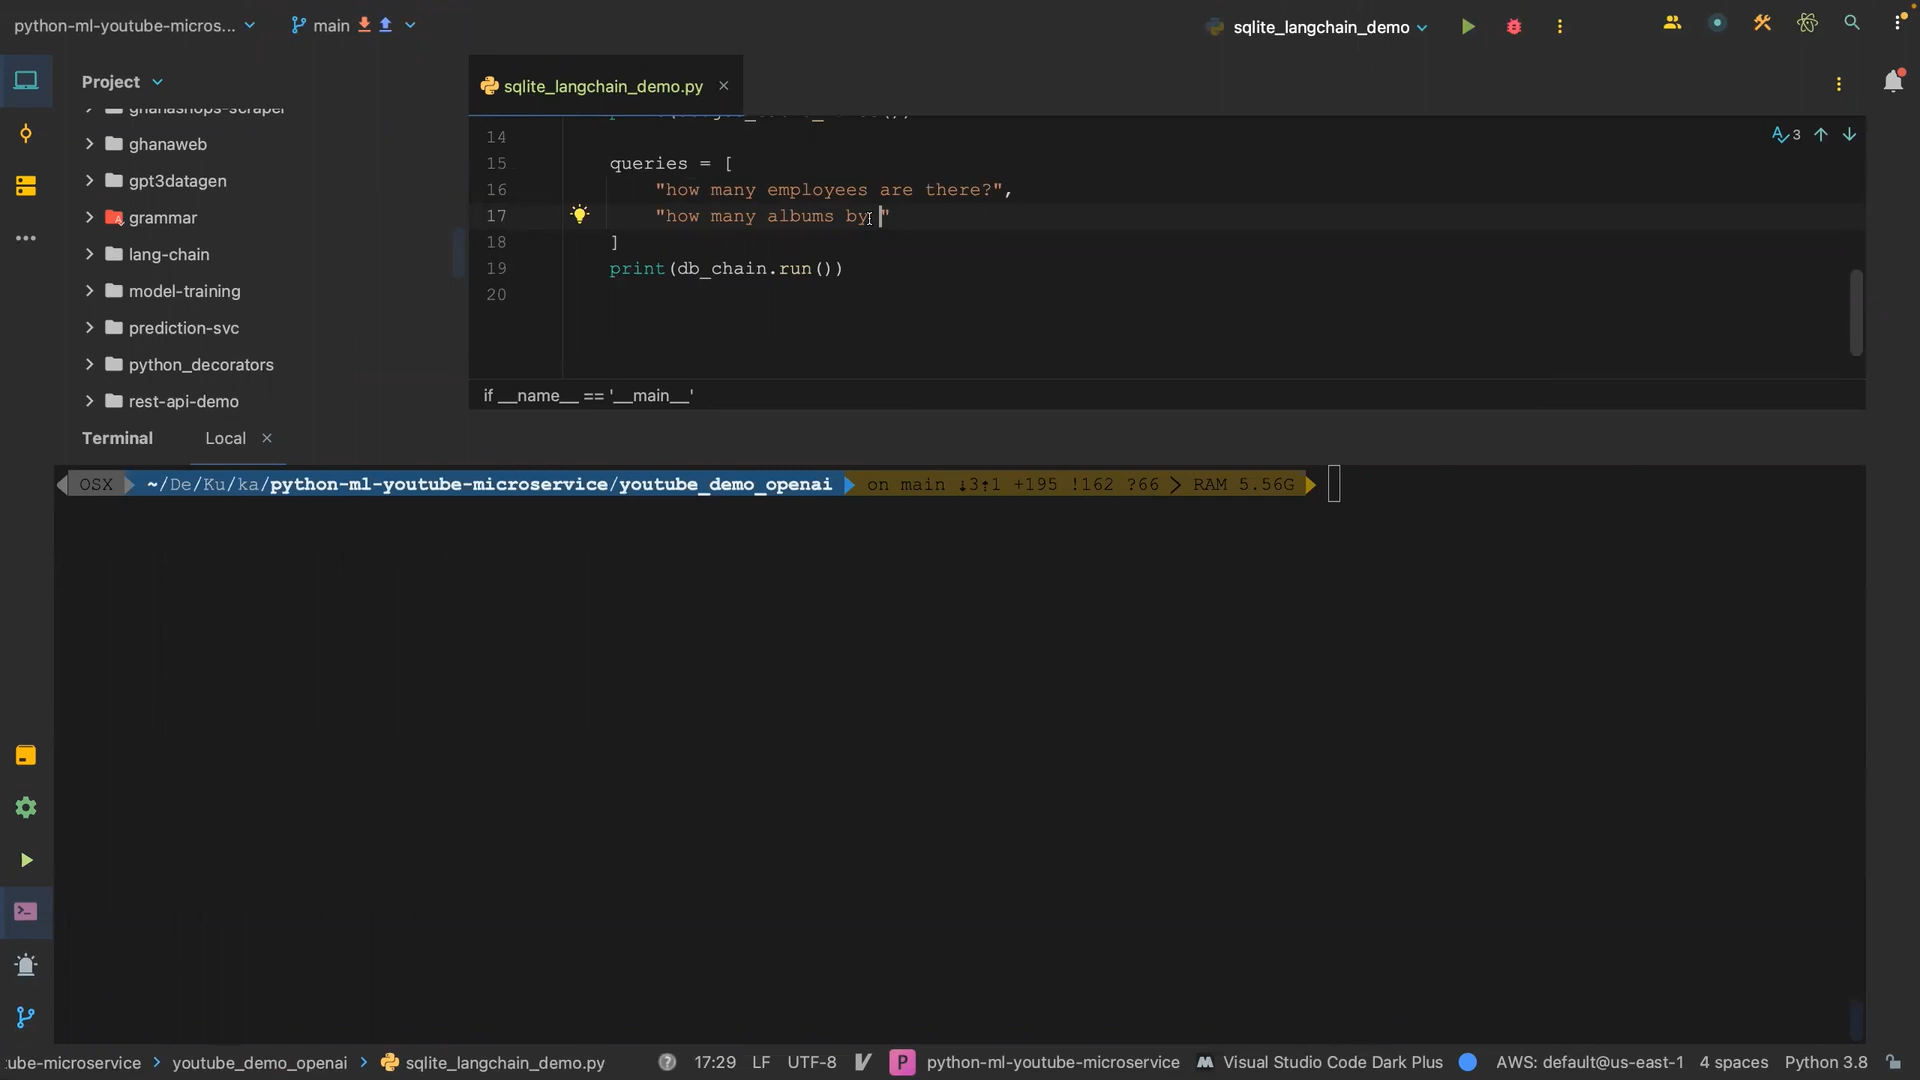 python-ml-youtube-micros...
main
sqlite_langchain_demo
Project
sqlite_langchain_demo.py
ghanashops-scraper
ghanaweb
gpt3datagen
grammar
lang-chain
model-training
prediction-svc
python_decorators
rest-api-demo
14
15 queries = [
16 "how many employees are there?",
17 "how many albums by "
18 ]
19 print(db_chain.run())
20
3
if __name__ == '__main__'
Terminal
Local
OSX ~/De/Ku/ka/python-ml-youtube-microservice/youtube_demo_openai on main ↓3↑1 +195 !162 ?66 > RAM 5.56G
tube-microservice > youtube_demo_openai > sqlite_langchain_demo.py
17:29 LF UTF-8 P python-ml-youtube-microservice Visual Studio Code Dark Plus AWS: default@us-east-1 4 spaces Python 3.8